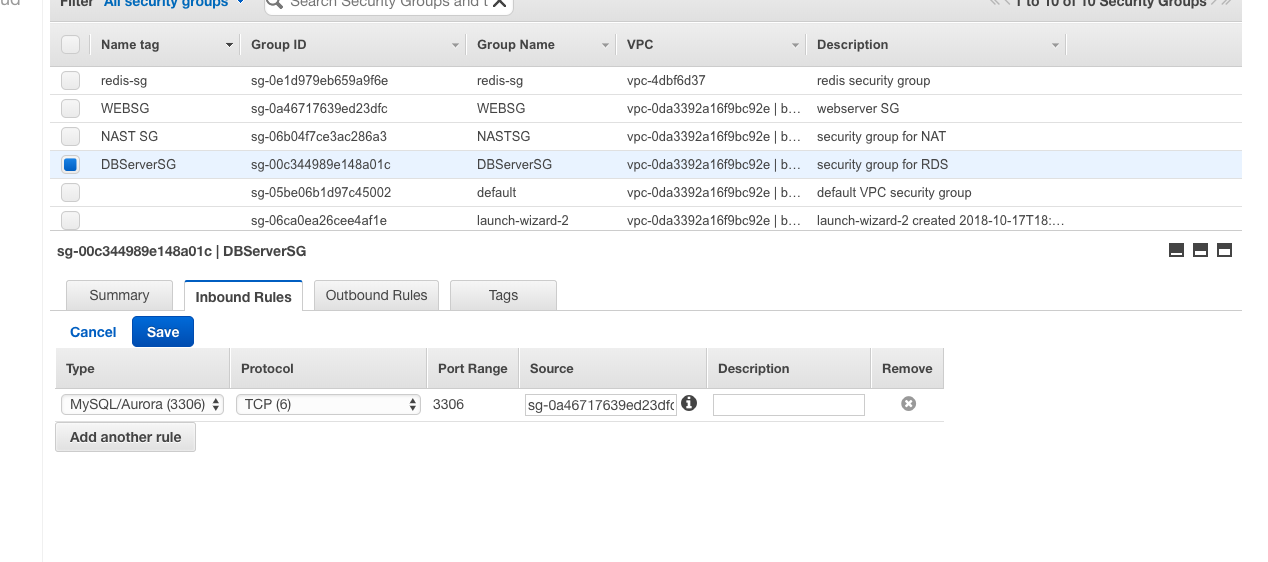 Filter All security groups Search Security Groups and t 1 to 10 of 10 Security Groups
Name tag Group ID Group Name VPC Description
redis-sg sg-0e1d979eb659a9f6e redis-sg vpc-4dbf6d37 redis security group
WEBSG sg-0a46717639ed23dfc WEBSG vpc-0da3392a16f9bc92e | b… webserver SG
NAST SG sg-06b04f7ce3ac286a3 NASTSG vpc-0da3392a16f9bc92e | b… security group for NAT
DBServerSG sg-00c344989e148a01c DBServerSG vpc-0da3392a16f9bc92e | b… security group for RDS
sg-05be06b1d97c45002 default vpc-0da3392a16f9bc92e | b… default VPC security group
sg-06ca0ea26cee4af1e launch-wizard-2 vpc-0da3392a16f9bc92e | b… launch-wizard-2 created 2018-10-17T18:…
sg-00c344989e148a01c | DBServerSG
Summary Inbound Rules Outbound Rules Tags
Cancel Save
Type Protocol Port Range Source Description Remove
MySQL/Aurora (3306) TCP (6) 3306 sg-0a46717639ed23dfc
Add another rule